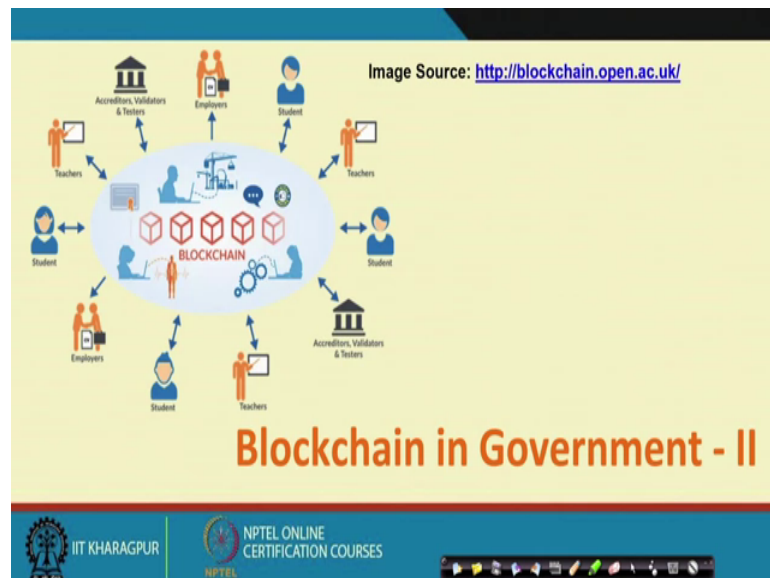 Image Source: http://blockchain.open.ac.uk/
Accreditors, Validators
& Testers
Employers
Student
Teachers
Teachers
Student
Student
BLOCKCHAIN
Employers
Accreditors, Validators
& Testers
Student
Teachers
Blockchain in Government - II
IIT KHARAGPUR
NPTEL ONLINE
CERTIFICATION COURSES
NPTEL